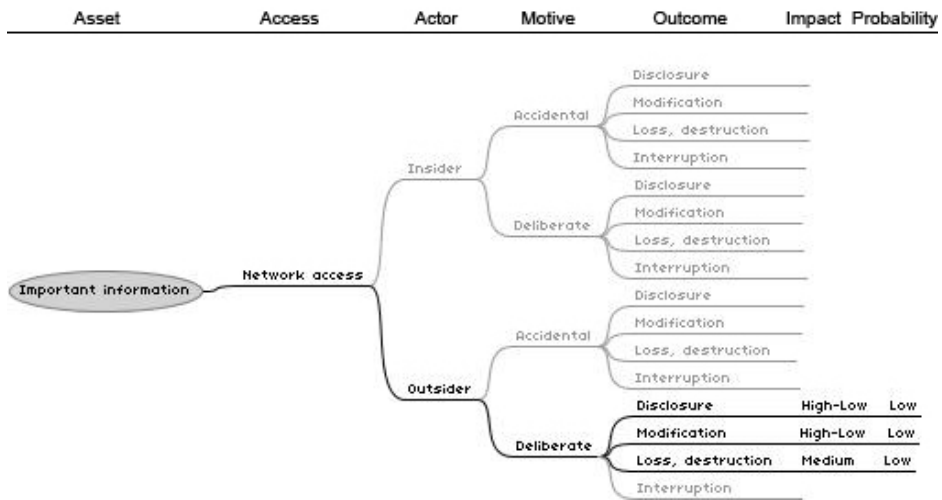 Asset Access Actor Motive Outcome Impact Probability
Disclosure
Modification
Accidental
Loss, destruction
Interruption
Insider
Disclosure
Modification
Deliberate
Loss, destruction
Interruption
Network access
Important information
Disclosure
Modification
Accidental
Loss, destruction
Interruption
Outsider
Disclosure High-Low Low
Modification High-Low Low
Deliberate
Loss, destruction Medium Low
Interruption